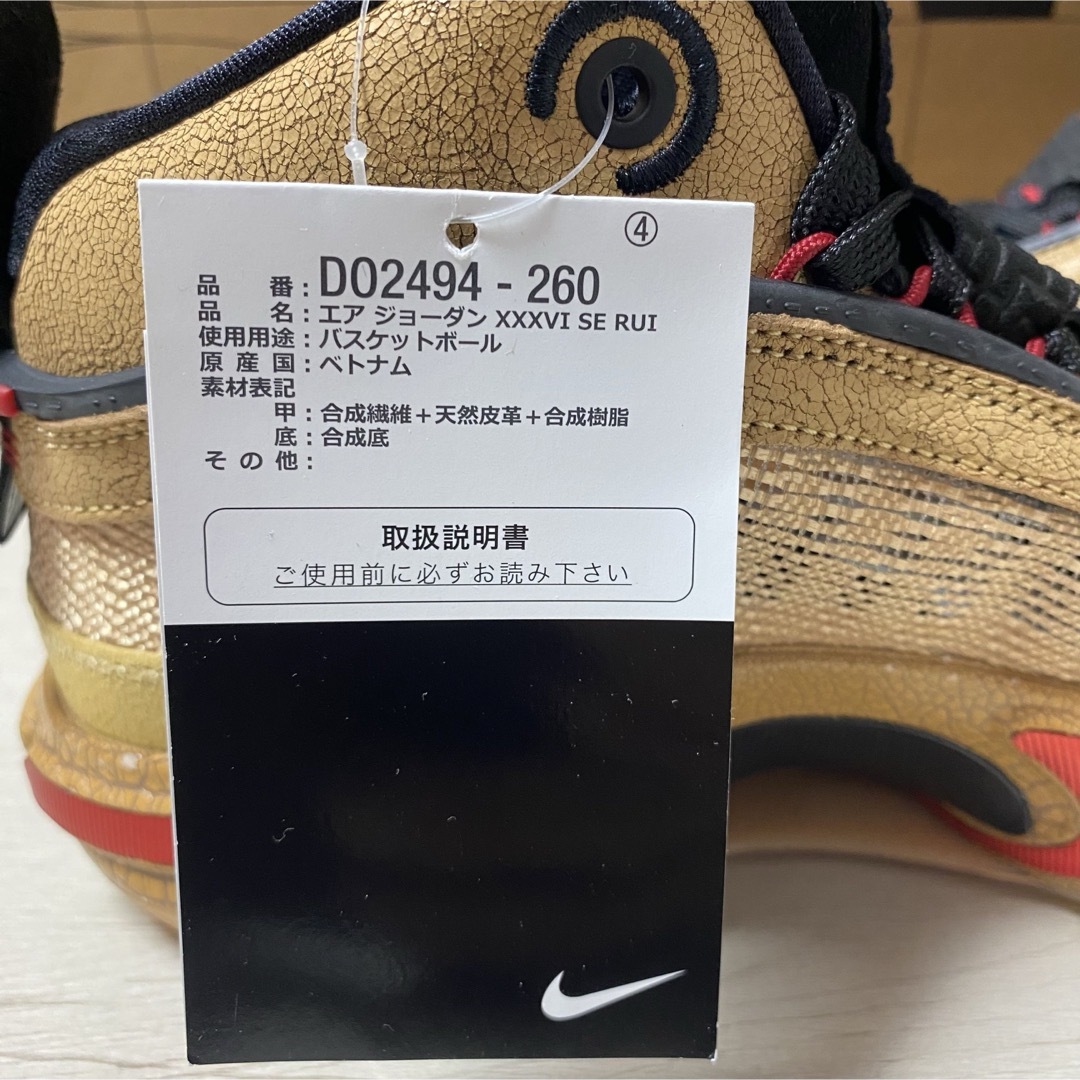 ④
品番：DO2494 - 260
品名：エア ジョーダン XXXVI SE RUI
使用用途：バスケットボール
原産国：ベトナム
素材表記
甲：合成繊維＋天然皮革＋合成樹脂
底：合成底
その他：
取扱説明書
ご使用前に必ずお読み下さい